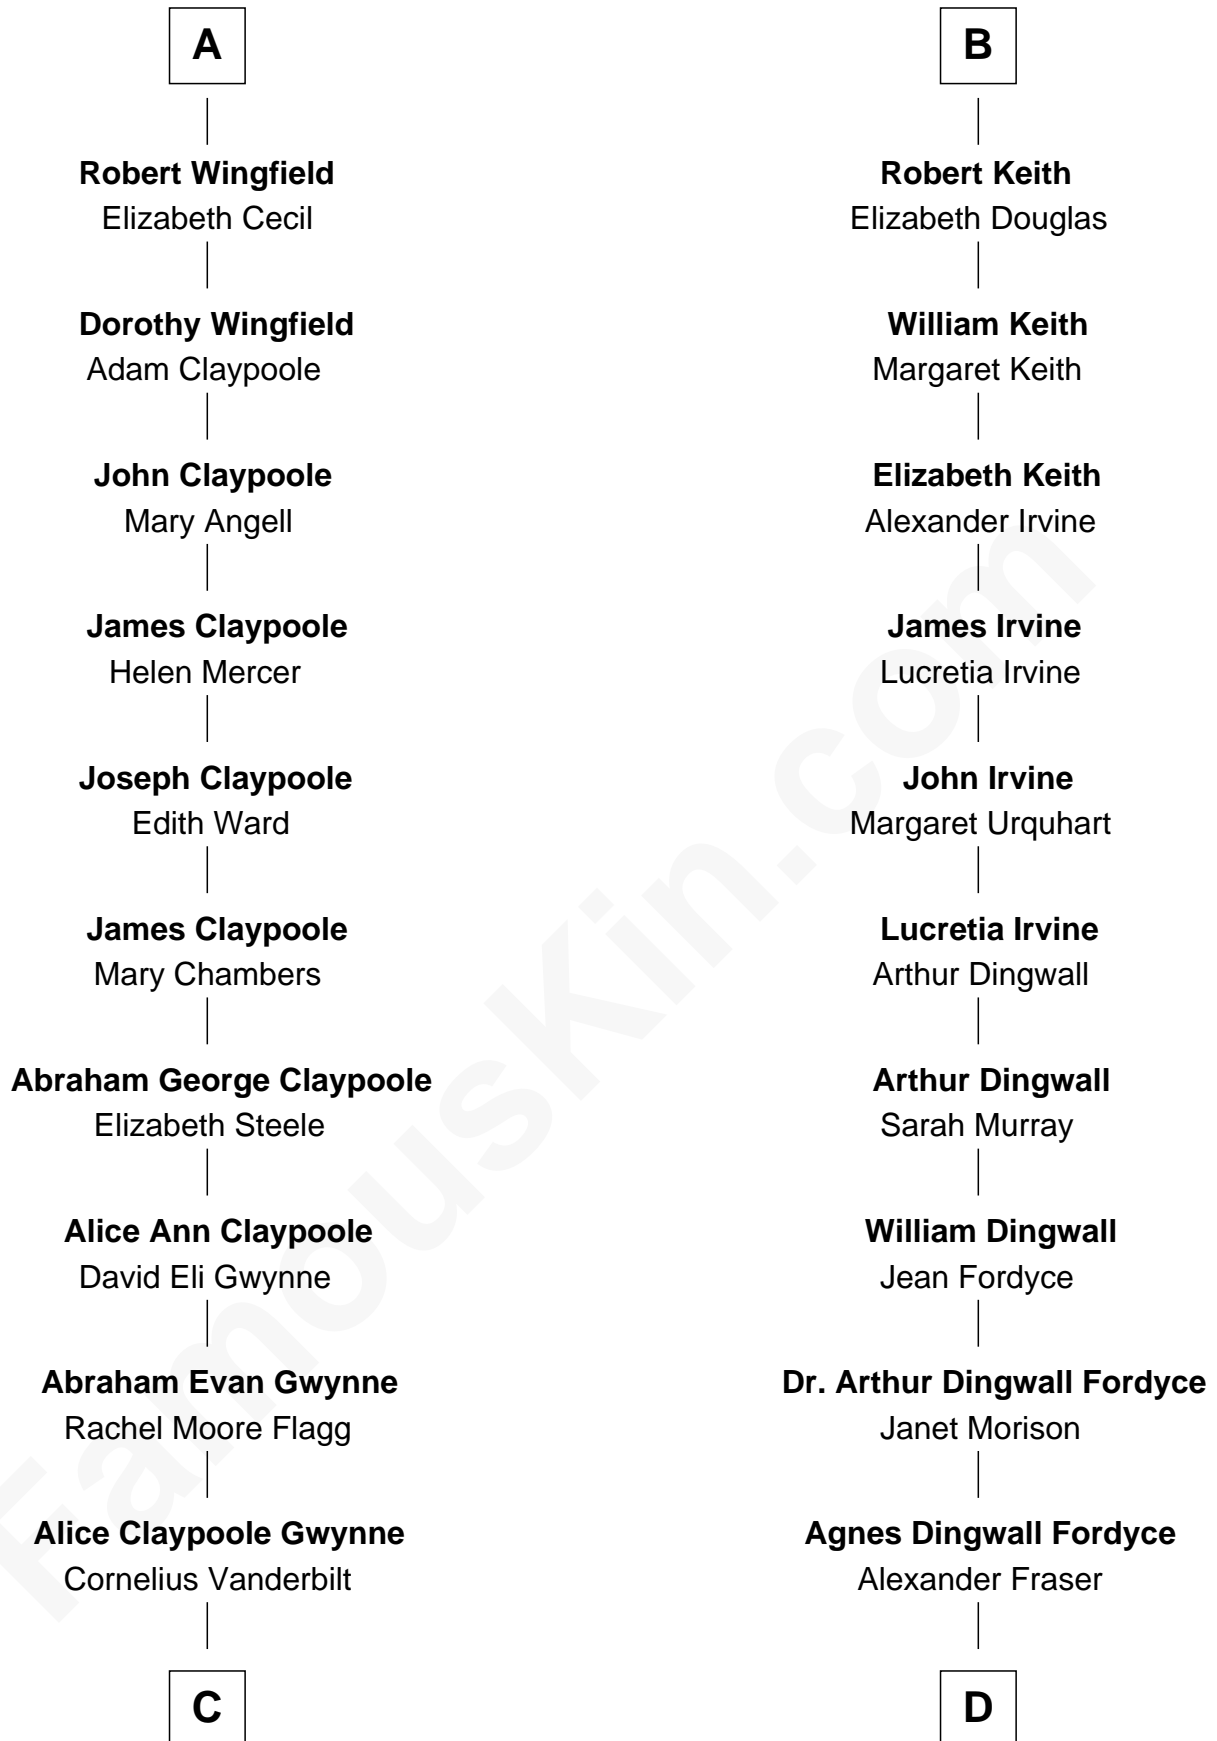 A
Robert Wingfield
Elizabeth Cecil
Dorothy Wingfield
Adam Claypoole
John Claypoole
Mary Angell
James Claypoole
Helen Mercer
Joseph Claypoole
Edith Ward
James Claypoole
Mary Chambers
Abraham George Claypoole
Elizabeth Steele
Alice Ann Claypoole
David Eli Gwynne
Abraham Evan Gwynne
Rachel Moore Flagg
Alice Claypoole Gwynne
Cornelius Vanderbilt
C
B
Robert Keith
Elizabeth Douglas
William Keith
Margaret Keith
Elizabeth Keith
Alexander Irvine
James Irvine
Lucretia Irvine
John Irvine
Margaret Urquhart
Lucretia Irvine
Arthur Dingwall
Arthur Dingwall
Sarah Murray
William Dingwall
Jean Fordyce
Dr. Arthur Dingwall Fordyce
Janet Morison
Agnes Dingwall Fordyce
Alexander Fraser
D
FamousKin.com